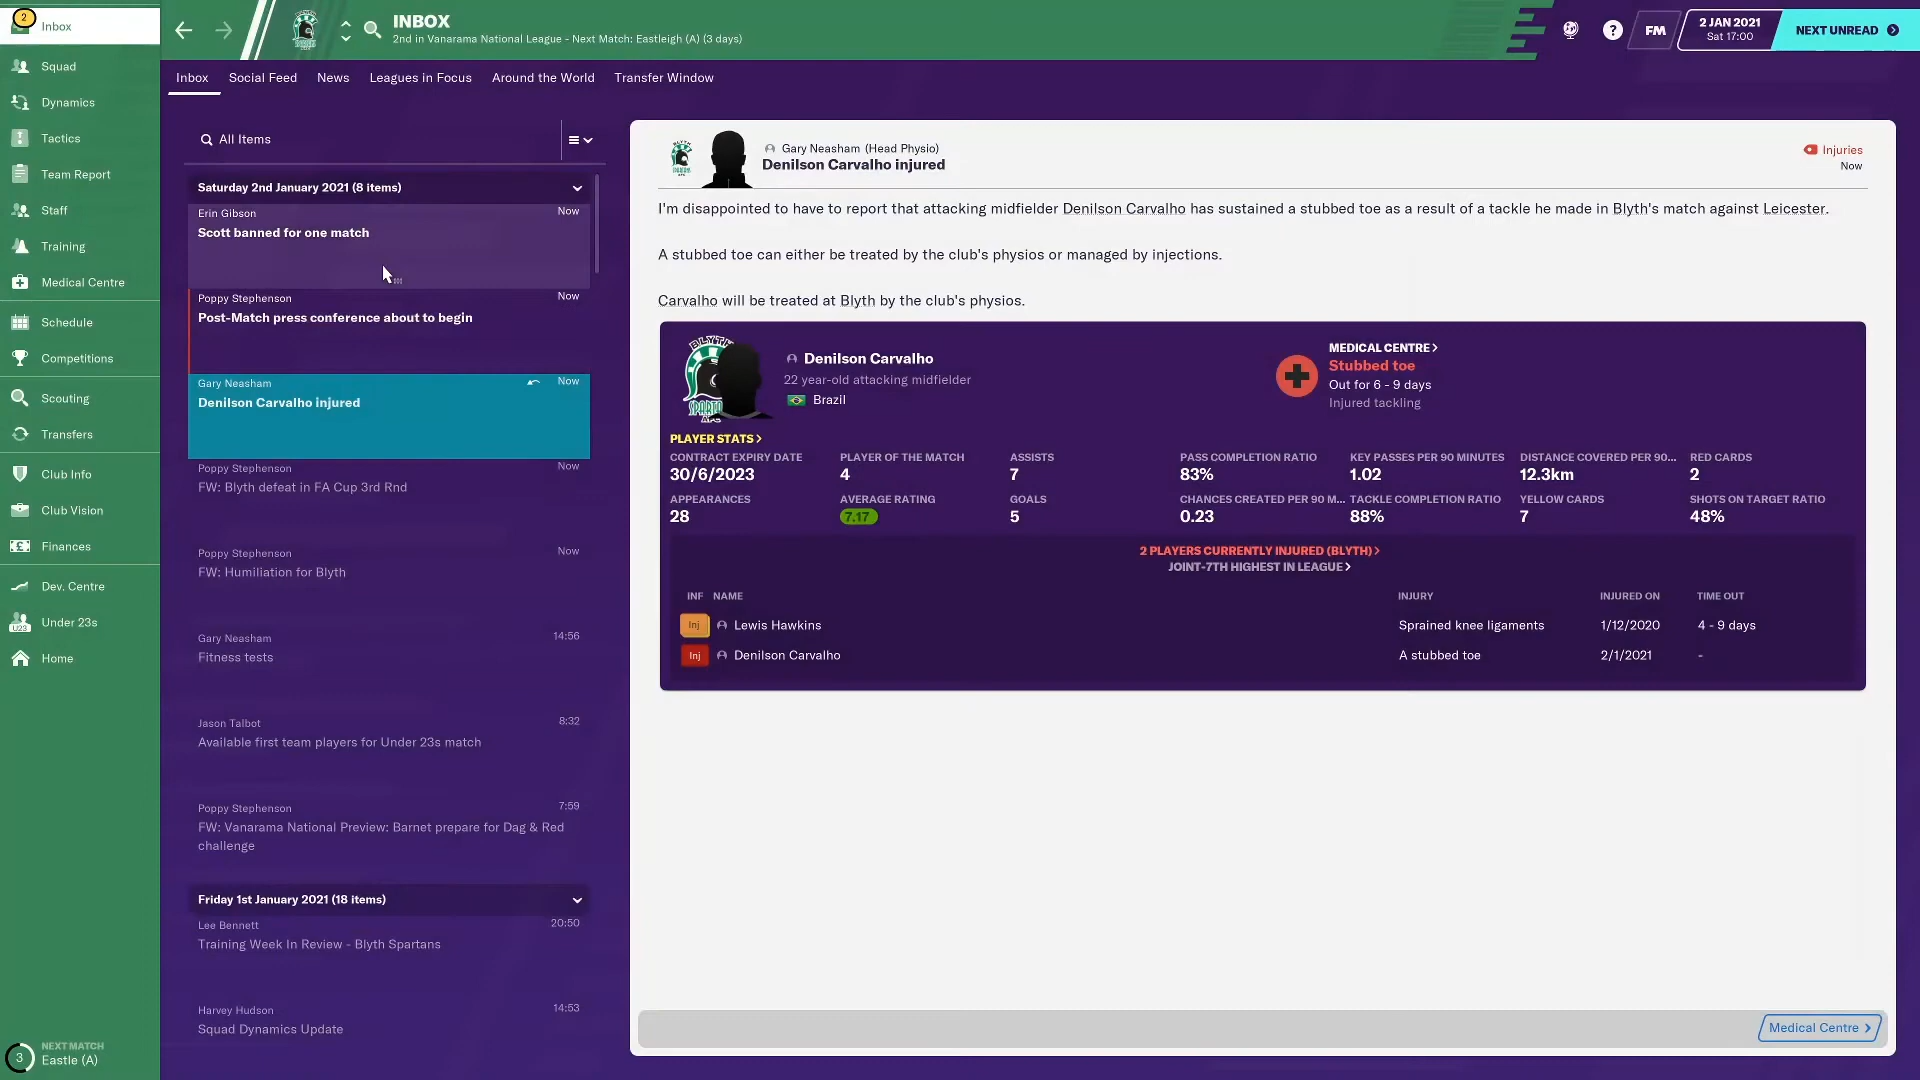 2
Inbox
Squad
Dynamics
Tactics
Team Report
Staff
Training
Medical Centre
Schedule
Competitions
Scouting
Transfers
Club Info
Club Vision
Finances
Dev. Centre
U23
Under 23s
Home
3
NEXT MATCH
Eastle (A)
INBOX
2nd in Vanarama National League - Next Match: Eastleigh (A) (3 days)
?
FM
2 JAN 2021
Sat 17:00
NEXT UNREAD
Inbox Social Feed News Leagues in Focus Around the World Transfer Window
All Items
Saturday 2nd January 2021 (8 items)
Erin Gibson Now
Scott banned for one match
Poppy Stephenson Now
Post-Match press conference about to begin
Gary Neasham Now
Denilson Carvalho injured
Poppy Stephenson Now
FW: Blyth defeat in FA Cup 3rd Rnd
Poppy Stephenson Now
FW: Humiliation for Blyth
Gary Neasham 14:56
Fitness tests
Jason Talbot 8:32
Available first team players for Under 23s match
Poppy Stephenson 7:59
FW: Vanarama National Preview: Barnet prepare for Dag & Red
challenge
Friday 1st January 2021 (18 items)
Lee Bennett 20:50
Training Week In Review - Blyth Spartans
Harvey Hudson 14:53
Squad Dynamics Update
Gary Neasham (Head Physio)
Denilson Carvalho injured
Injuries
Now
I'm disappointed to have to report that attacking midfielder Denilson Carvalho has sustained a stubbed toe as a result of a tackle he made in Blyth's match against Leicester.
A stubbed toe can either be treated by the club's physios or managed by injections.
Carvalho will be treated at Blyth by the club's physios.
BLYTH
Denilson Carvalho
22 year-old attacking midfielder
Brazil
MEDICAL CENTRE >
Stubbed toe
Out for 6 - 9 days
Injured tackling
PLAYER STATS >
CONTRACT EXPIRY DATE PLAYER OF THE MATCH ASSISTS PASS COMPLETION RATIO KEY PASSES PER 90 MINUTES DISTANCE COVERED PER 90... RED CARDS
30/6/2023 4 7 83% 1.02 12.3km 2
APPEARANCES AVERAGE RATING GOALS CHANCES CREATED PER 90 M... TACKLE COMPLETION RATIO YELLOW CARDS SHOTS ON TARGET RATIO
28 7.17 5 0.23 88% 7 48%
2 PLAYERS CURRENTLY INJURED (BLYTH) >
JOINT-7TH HIGHEST IN LEAGUE >
INF NAME INJURY INJURED ON TIME OUT
Inj Lewis Hawkins Sprained knee ligaments 1/12/2020 4 - 9 days
Inj Denilson Carvalho A stubbed toe 2/1/2021 -
Medical Centre >